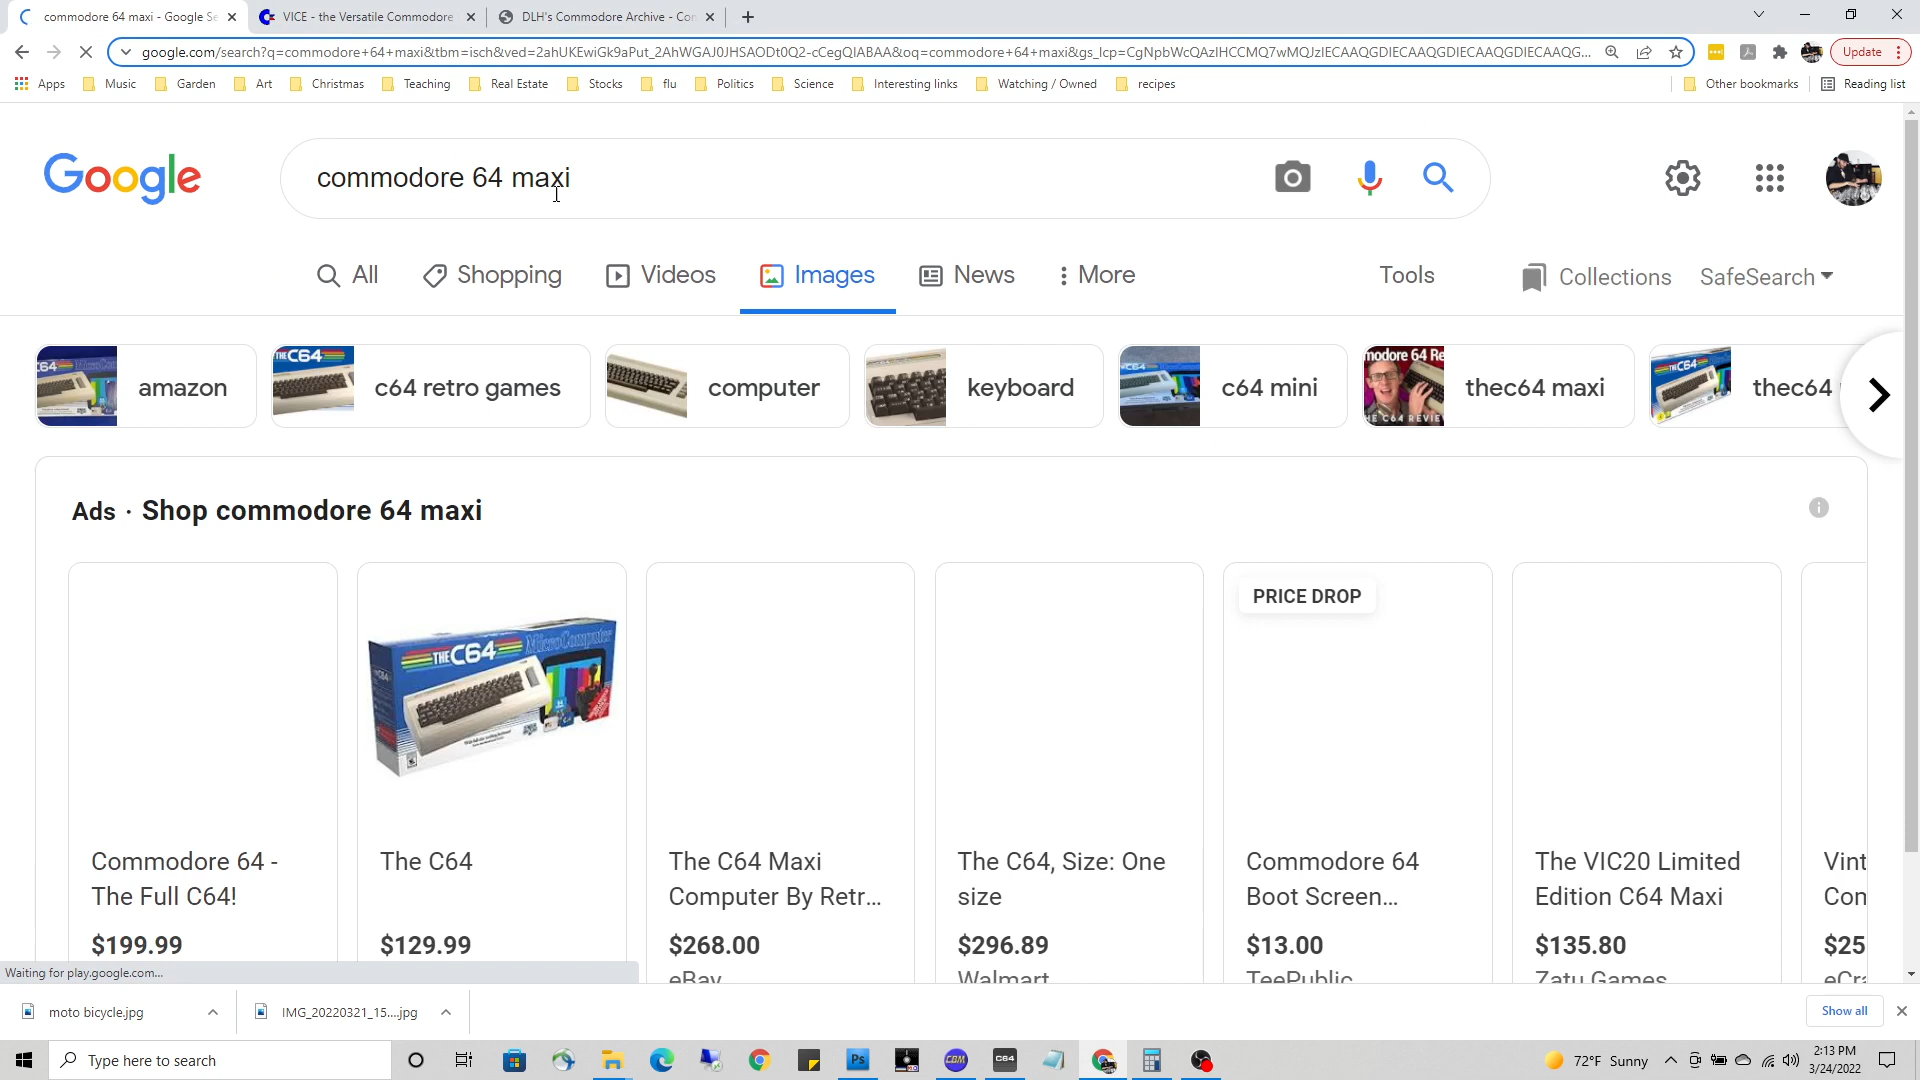 commodore 64 maxi - Google Se
VICE - the Versatile Commodore
DLH's Commodore Archive - Con
google.com/search?q=commodore+64+maxi&tbm=isch&ved=2ahUKEwiGk9aPut_2AhWGAJ0JHSAODt0Q2-cCegQIABAA&oq=commodore+64+maxi&gs_lcp=CgNpbWcQAzIHCCMQ7wMQJzIECAAQGDIECAAQGDIECAAQGDIECAAQG...
Update
Apps Music Garden Art Christmas Teaching Real Estate Stocks flu Politics Science Interesting links Watching / Owned recipes Other bookmarks Reading list
Google
commodore 64 maxi
All Shopping Videos Images News More Tools Collections SafeSearch
amazon c64 retro games computer keyboard c64 mini thec64 maxi thec64
Ads · Shop commodore 64 maxi
PRICE DROP
THEC64 MicroComputer
Commodore 64 -
The Full C64!
$199.99
The C64
$129.99
The C64 Maxi
Computer By Retr...
$268.00
eBay
The C64, Size: One
size
$296.89
Walmart
Commodore 64
Boot Screen...
$13.00
TeePublic
The VIC20 Limited
Edition C64 Maxi
$135.80
Zatu Games
Vint
Con
$25
eCra
Waiting for play.google.com...
moto bicycle.jpg
IMG_20220321_15....jpg
Show all
Type here to search
Ps
CBM
C64
72°F Sunny
2:13 PM
3/24/2022